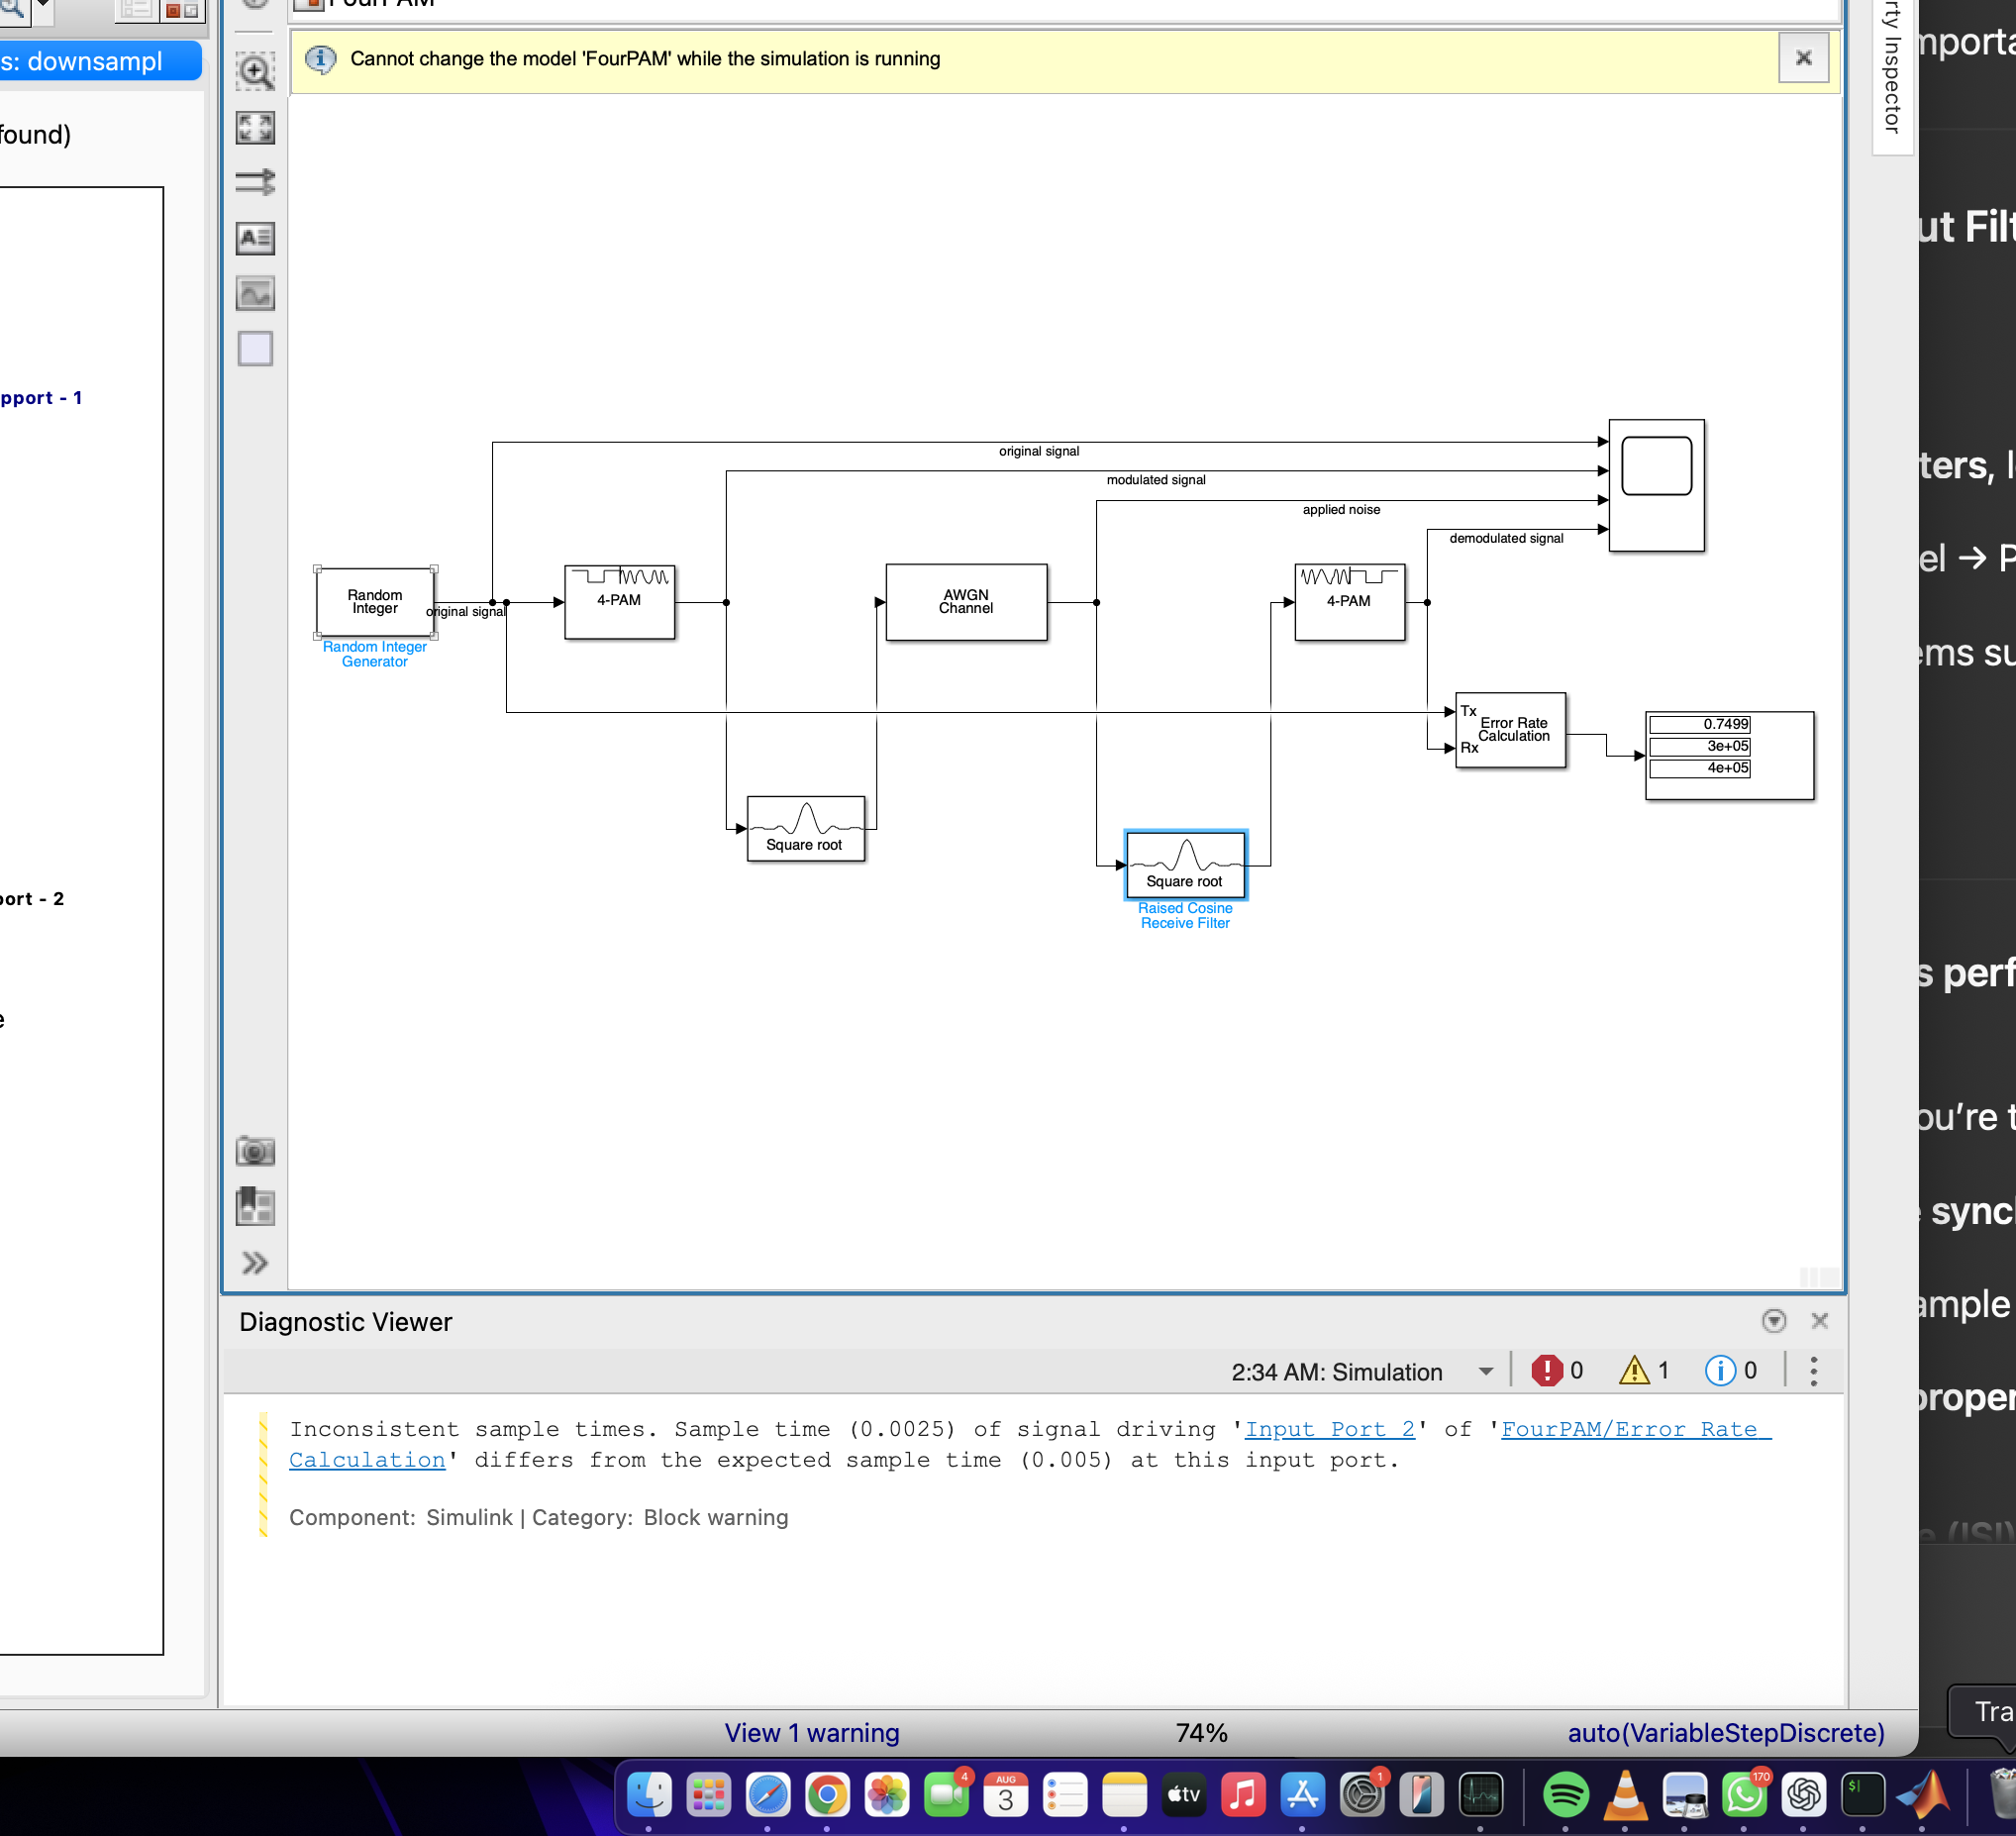 FourPAM
s: downsampl
Cannot change the model 'FourPAM' while the simulation is running
found)
rty Inspector
pport - 1
ort - 2
e
original signal
modulated signal
applied noise
demodulated signal
Random
Integer
original signal
Random Integer
Generator
4-PAM
AWGN
Channel
4-PAM
Tx
Rx
Error Rate
Calculation
0.7499
3e+05
4e+05
Square root
Square root
Raised Cosine
Receive Filter
Diagnostic Viewer
2:34 AM: Simulation
0
1
0
Inconsistent sample times. Sample time (0.0025) of signal driving 'Input Port 2' of 'FourPAM/Error Rate
Calculation' differs from the expected sample time (0.005) at this input port.
Component: Simulink | Category: Block warning
View 1 warning
74%
auto(VariableStepDiscrete)
mporta
ut Filt
ters, l
el → P
ems su
s perf
ou're t
synch
ample
proper
e (ISI)
Tra
4
AUG
3
tv
1
170
$